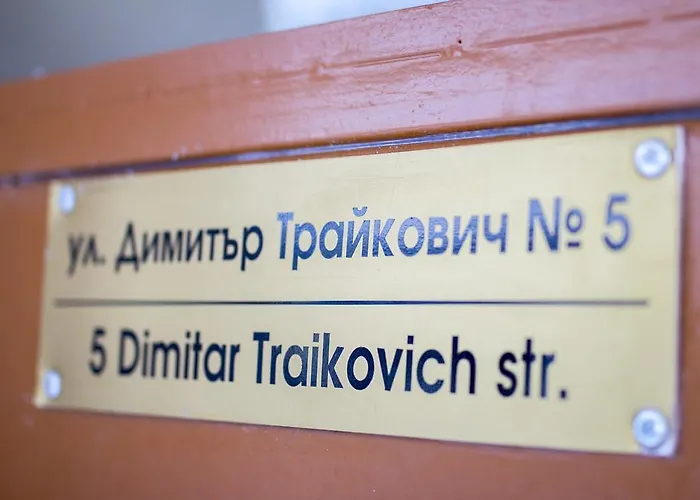 ул. Димитър Трайкович № 5
5 Dimitar Traikovich str.